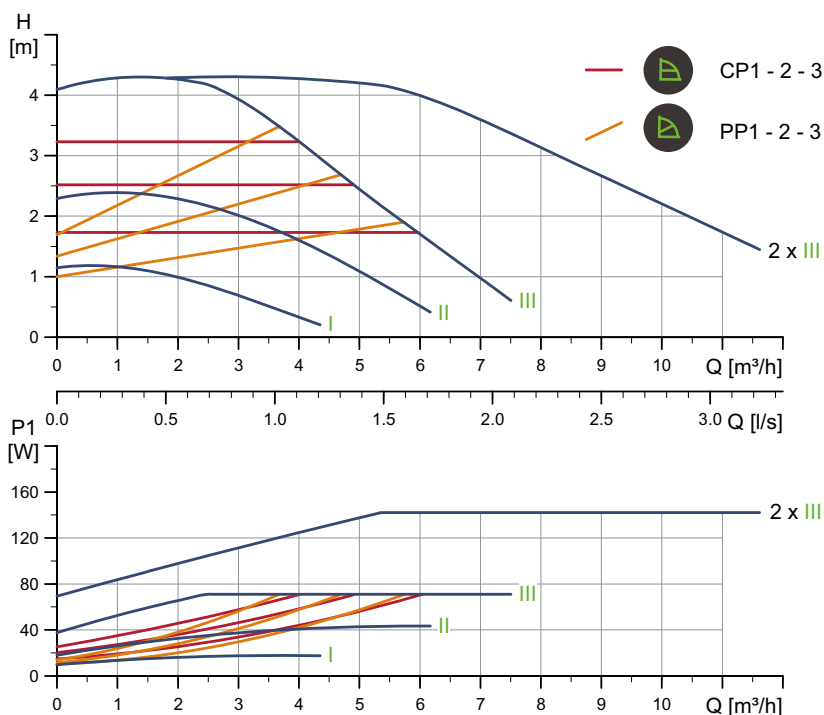 H
[m]
CP1 - 2 - 3
4
PP1 - 2 - 3
3
2
2 x III
1
I
II
III
0
0 1 2 3 4 5 6 7 8 9 10 Q [m³/h]
0.0 0.5 1.0 1.5 2.0 2.5 3.0 Q [l/s]
P1
[W]
160
2 x III
120
80
III
40
II
I
0
0 1 2 3 4 5 6 7 8 9 10 Q [m³/h]